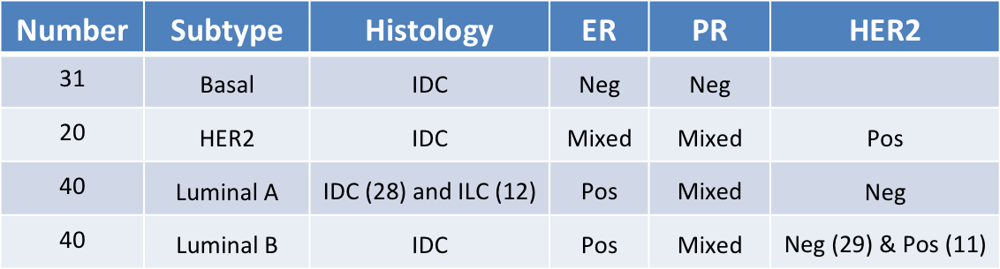 Number Subtype Histology ER PR HER2
31 Basal IDC Neg Neg
20 HER2 IDC Mixed Mixed Pos
40 Luminal A IDC (28) and ILC (12) Pos Mixed Neg
40 Luminal B IDC Pos Mixed Neg (29) & Pos (11)